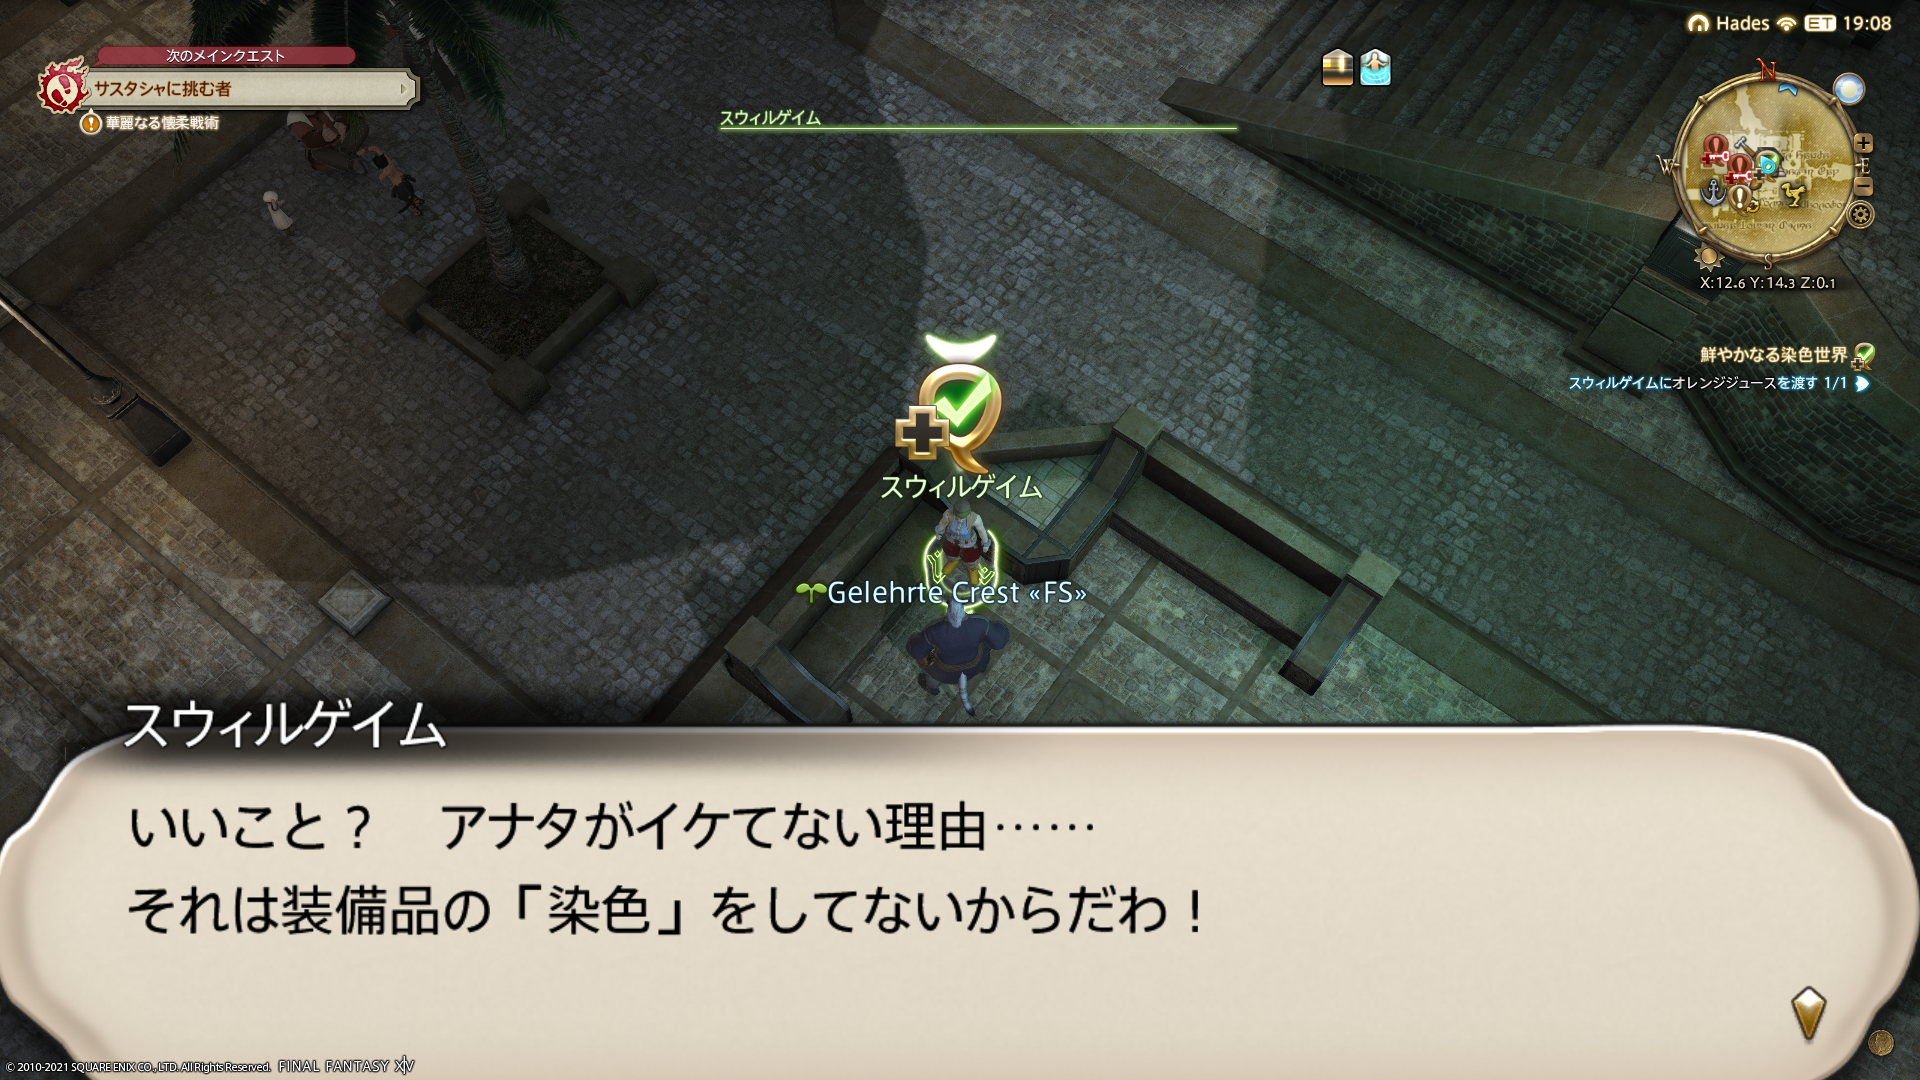 Hades ET 19:08
次のメインクエスト
サスタシャに挑む者
華麗なる懐柔戦術
スウィルゲイム
N
W
E
S
X:12.6 Y:14.3 Z:0.1
鮮やかなる染色世界
スウィルゲイムにオレンジジュースを渡す 1/1
スウィルゲイム
Gelehrte Crest «FS»
スウィルゲイム
いいこと？　アナタがイケてない理由……
それは装備品の「染色」をしてないからだわ！
© 2010-2021 SQUARE ENIX CO., LTD. All Rights Reserved. FINAL FANTASY XIV